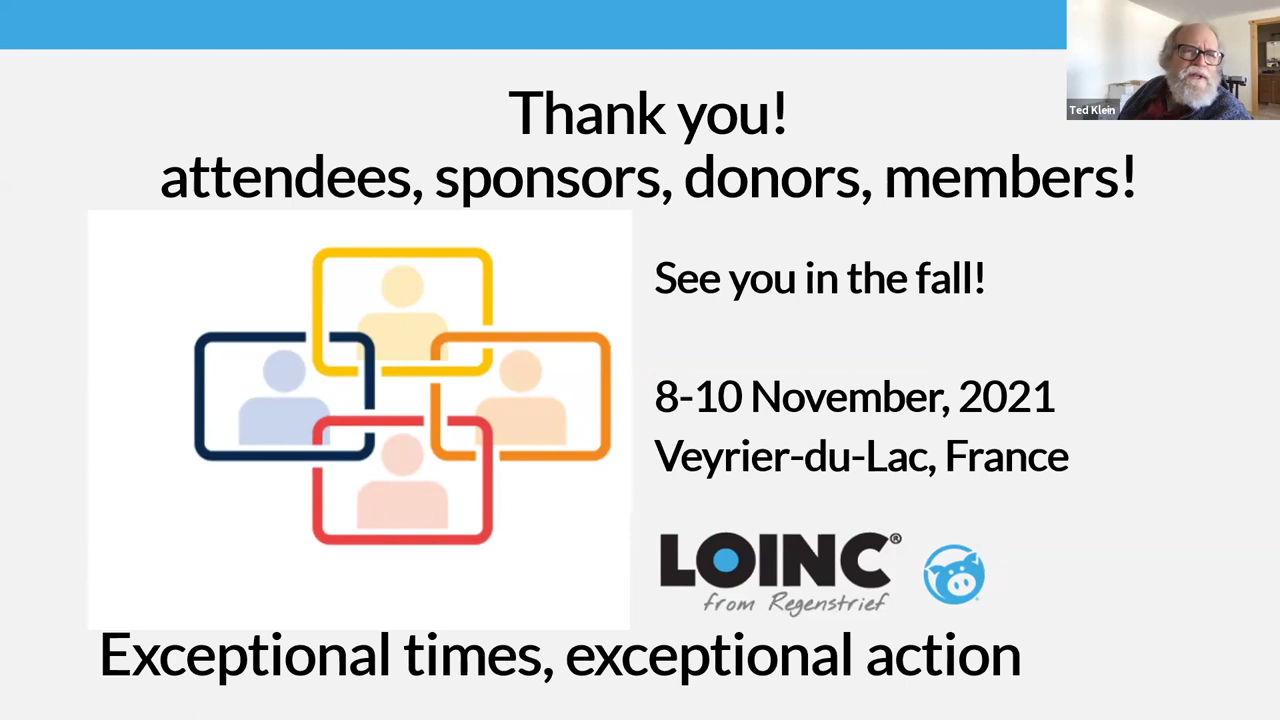 Ted Klein
Thank you!
attendees, sponsors, donors, members!
See you in the fall!
8-10 November, 2021
Veyrier-du-Lac, France
LOINC®
from Regenstrief
Exceptional times, exceptional action